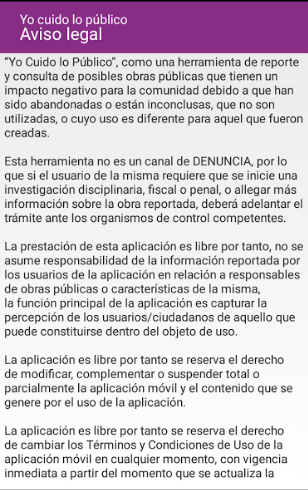 Yo cuido lo público
Aviso legal
"Yo Cuido lo Público", como una herramienta de reporte
y consulta de posibles obras públicas que tienen un
impacto negativo para la comunidad debido a que han
sido abandonadas o están inconclusas, que no son
utilizadas, o cuyo uso es diferente para aquel que fueron
creadas.
Esta herramienta no es un canal de DENUNCIA, por lo
que si el usuario de la misma requiere que se inicie una
investigación disciplinaria, fiscal o penal, o allegar más
información sobre la obra reportada, deberá adelantar el
trámite ante los organismos de control competentes.
La prestación de esta aplicación es libre por tanto, no se
asume responsabilidad de la información reportada por
los usuarios de la aplicación en relación a responsables
de obras públicas o características de la misma,
la función principal de la aplicación es capturar la
percepción de los usuarios/ciudadanos de aquello que
puede constituirse dentro del objeto de uso.
La aplicación es libre por tanto se reserva el derecho
de modificar, complementar o suspender total o
parcialmente la aplicación móvil y el contenido que se
genere por el uso de la aplicación.
La aplicación es libre por tanto se reserva el derecho
de cambiar los Términos y Condiciones de Uso de la
aplicación móvil en cualquier momento, con vigencia
inmediata a partir del momento que se actualiza la